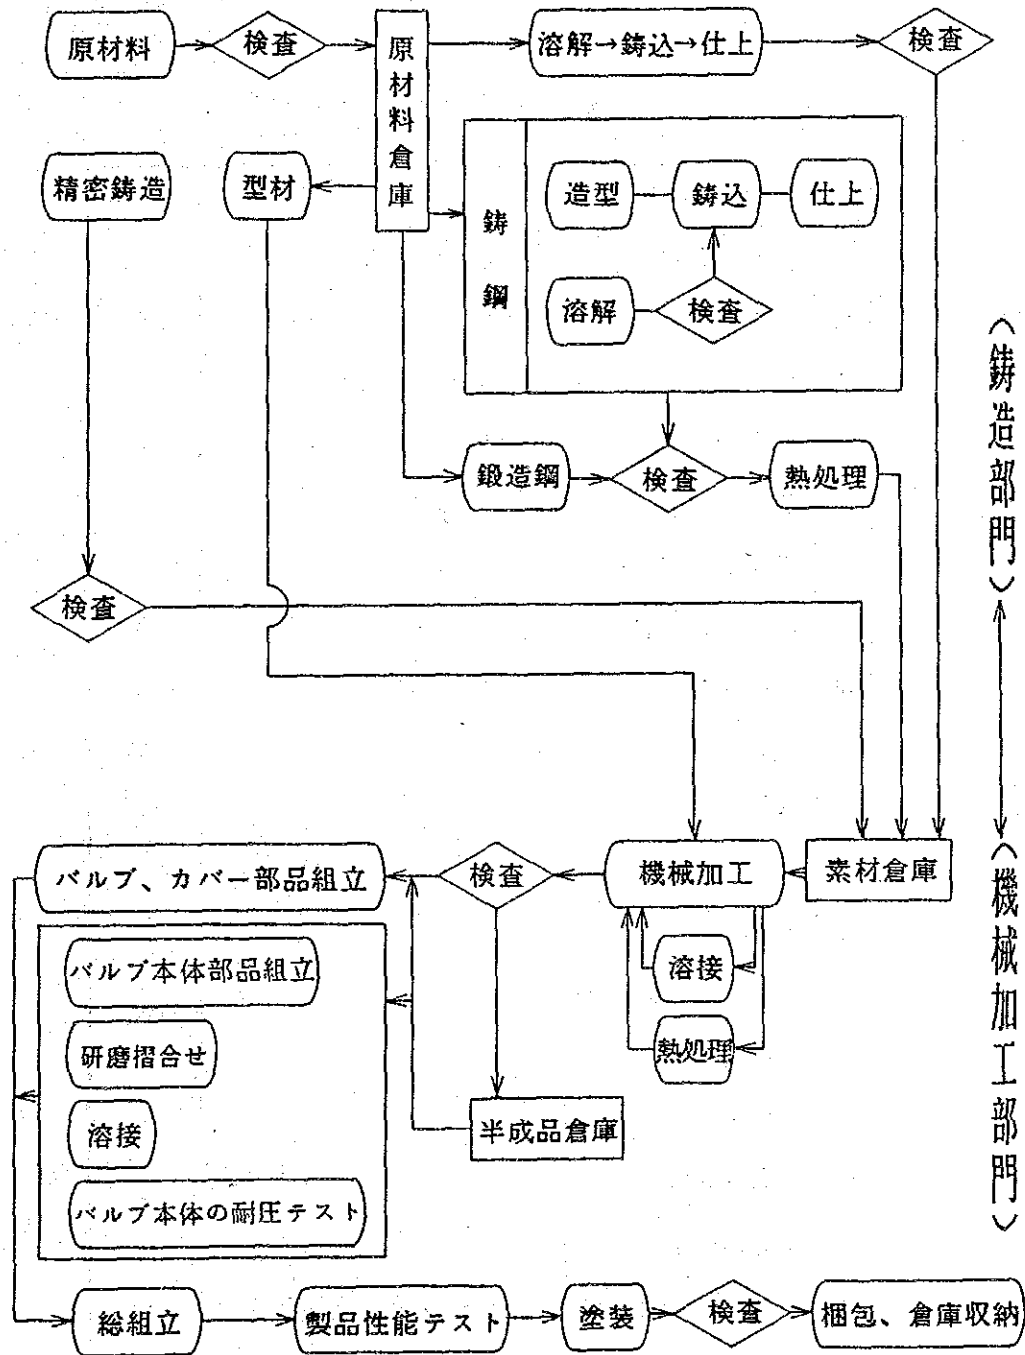 原材料
検査
原材料倉庫
溶解→鋳込→仕上
検査
精密鋳造
型材
鋳鋼
造型
鋳込
仕上
溶解
検査
鍛造鋼
検査
熱処理
検査
〈鋳造部門〉
〈機械加工部門〉
バルブ、カバー部品組立
検査
機械加工
素材倉庫
溶接
熱処理
半成品倉庫
バルブ本体部品組立
研磨摺合せ
溶接
バルブ本体の耐圧テスト
総組立
製品性能テスト
塗装
検査
梱包、倉庫収納